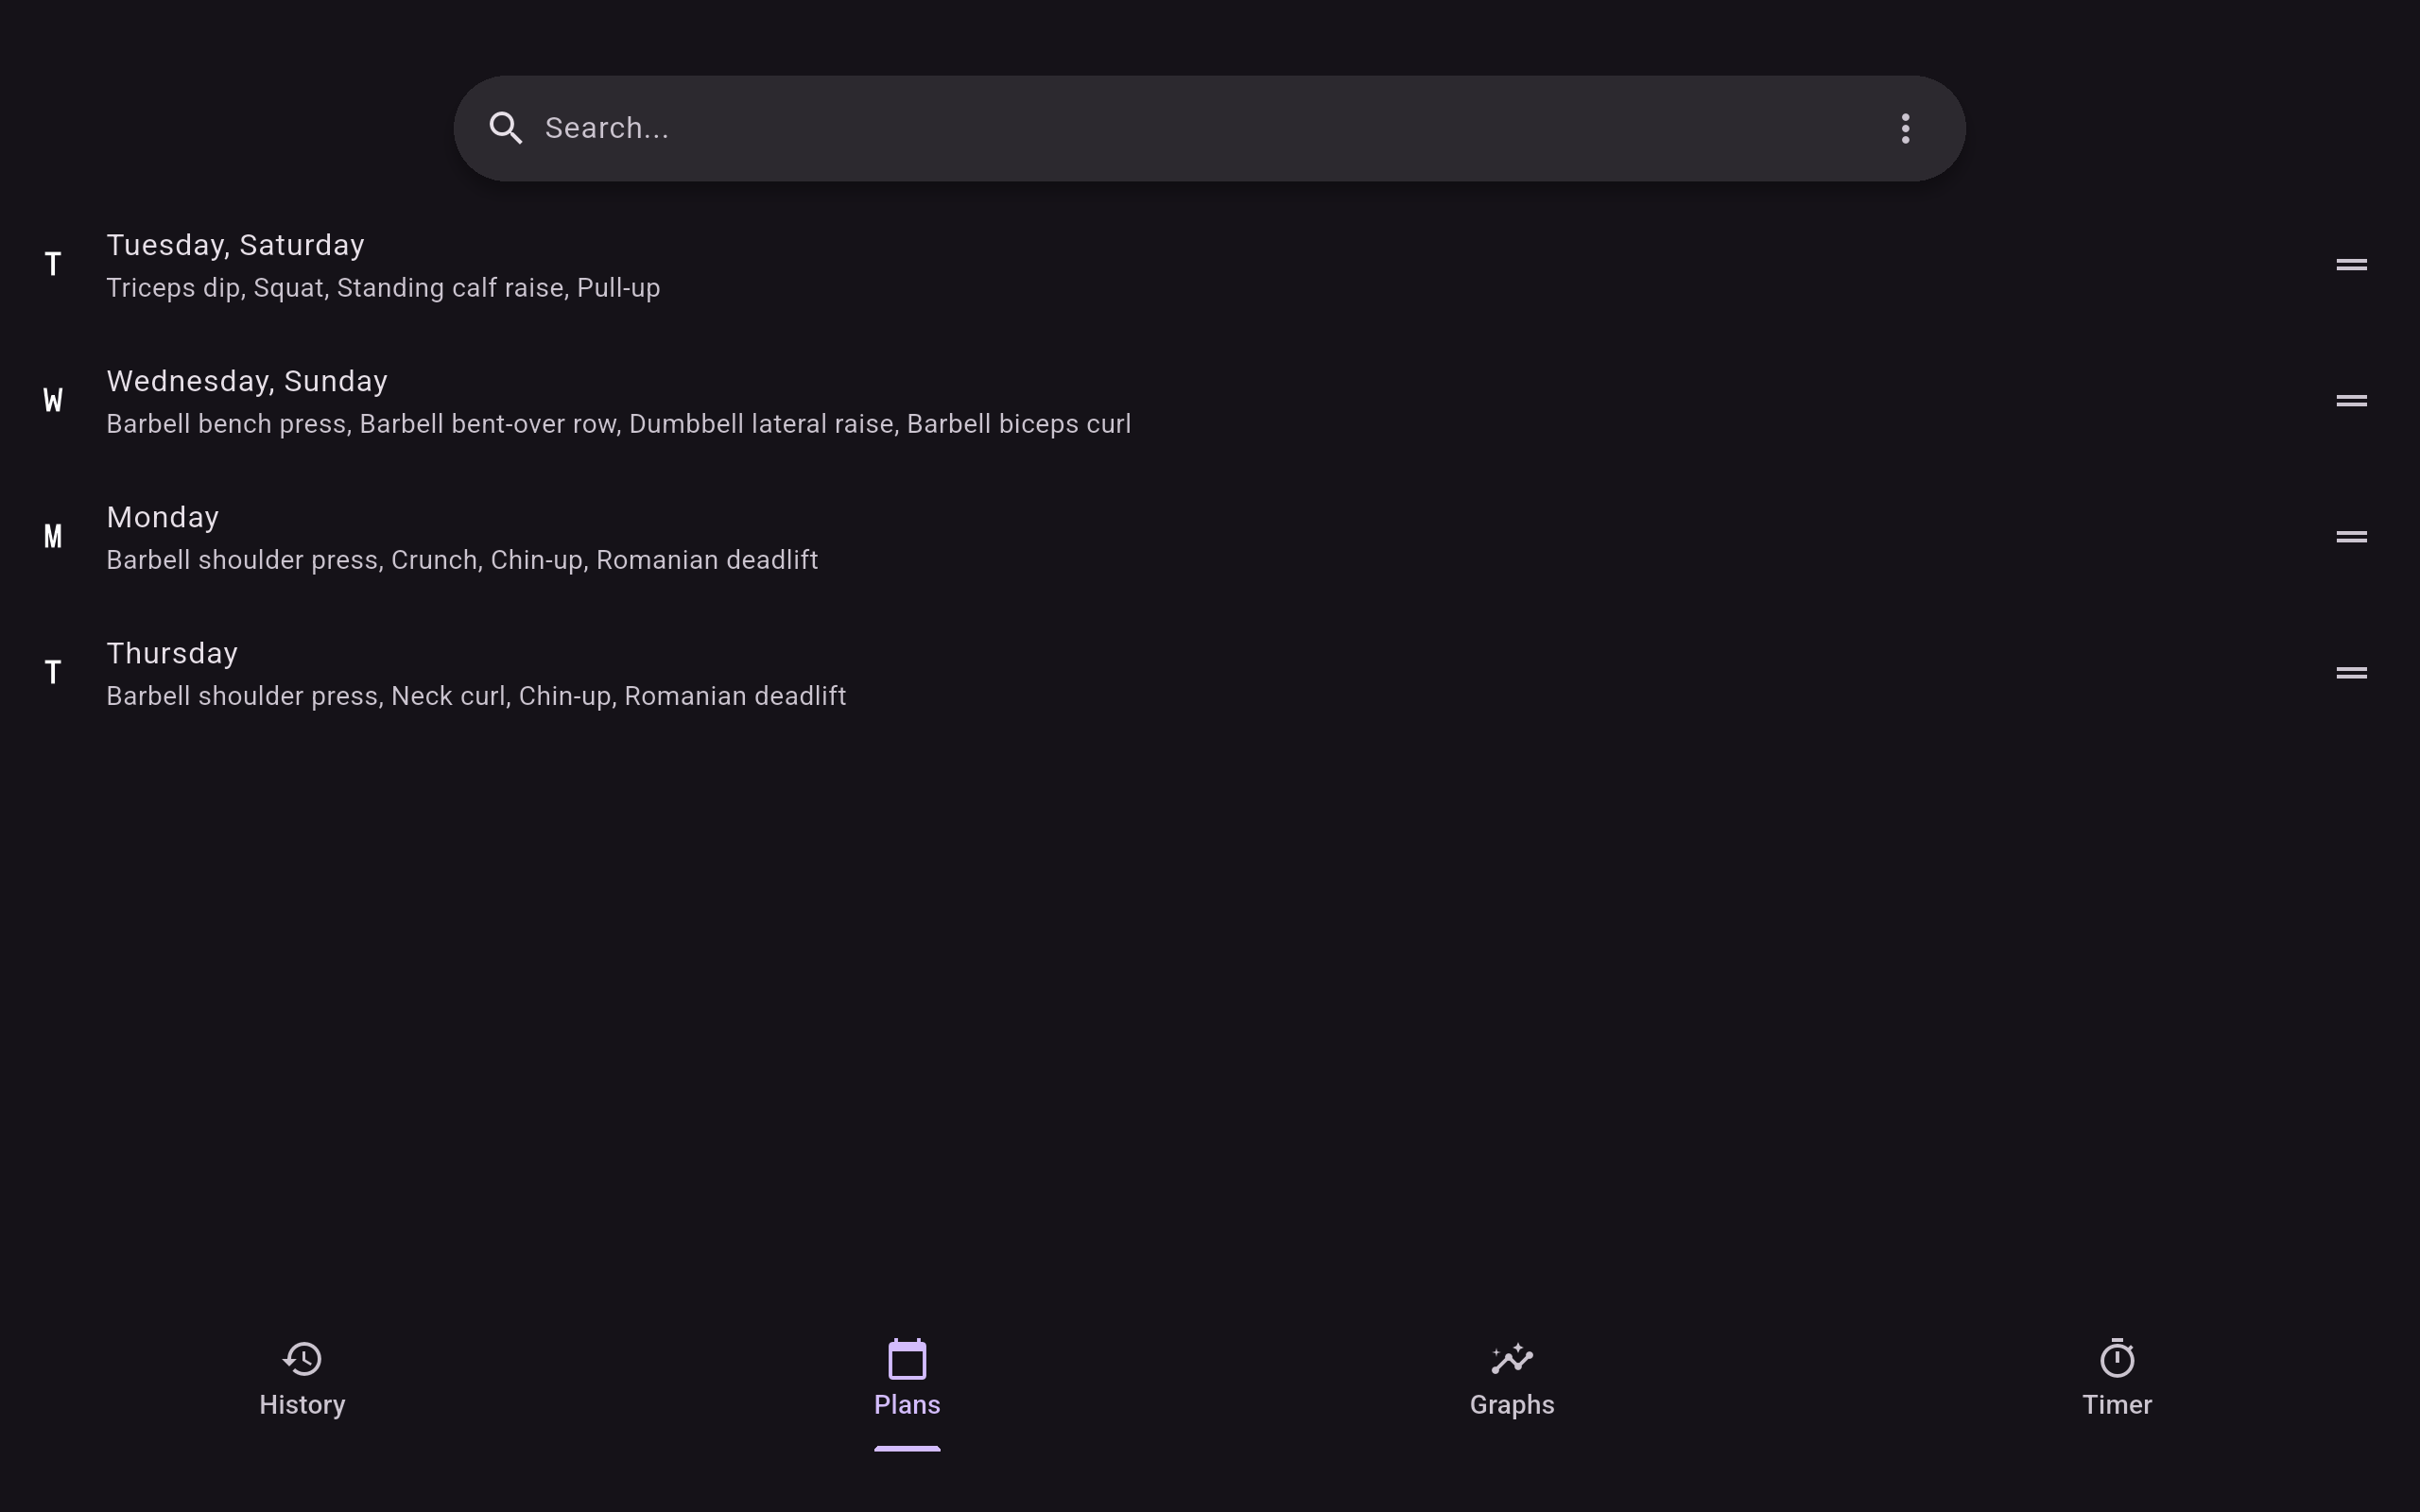 Search...
T
Tuesday, Saturday
Triceps dip, Squat, Standing calf raise, Pull-up
W
Wednesday, Sunday
Barbell bench press, Barbell bent-over row, Dumbbell lateral raise, Barbell biceps curl
M
Monday
Barbell shoulder press, Crunch, Chin-up, Romanian deadlift
T
Thursday
Barbell shoulder press, Neck curl, Chin-up, Romanian deadlift
History
Plans
Graphs
Timer